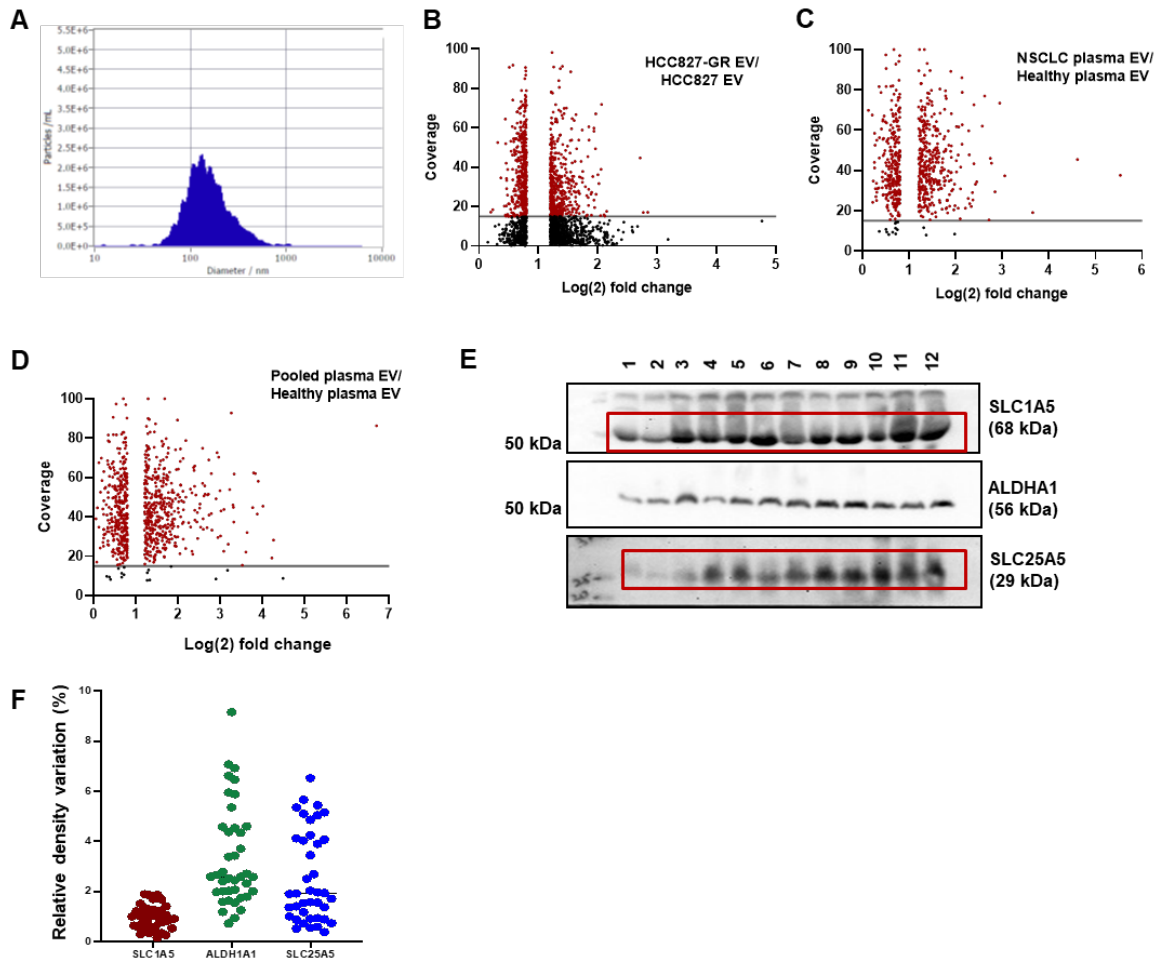 A
5.5E+6
5.0E+6
4.5E+6
4.0E+6
3.5E+6
3.0E+6
2.5E+6
2.0E+6
1.5E+6
1.0E+6
5.0E+5
0.0E+0
Particles /mL
10 100 1000 10000
Diameter / nm
B
HCC827-GR EV/
HCC827 EV
100
80
60
40
20
0
Coverage
0 1 2 3 4 5
Log(2) fold change
C
NSCLC plasma EV/
Healthy plasma EV
100
80
60
40
20
0
Coverage
0 1 2 3 4 5 6
Log(2) fold change
D
Pooled plasma EV/
Healthy plasma EV
100
80
60
40
20
0
Coverage
0 1 2 3 4 5 6 7
Log(2) fold change
E
1 2 3 4 5 6 7 8 9 10 11 12
50 kDa
SLC1A5
(68 kDa)
50 kDa
ALDHA1
(56 kDa)
25-
20-
SLC25A5
(29 kDa)
F
10
8
6
4
2
0
Relative density variation (%)
SLC1A5 ALDH1A1 SLC25A5